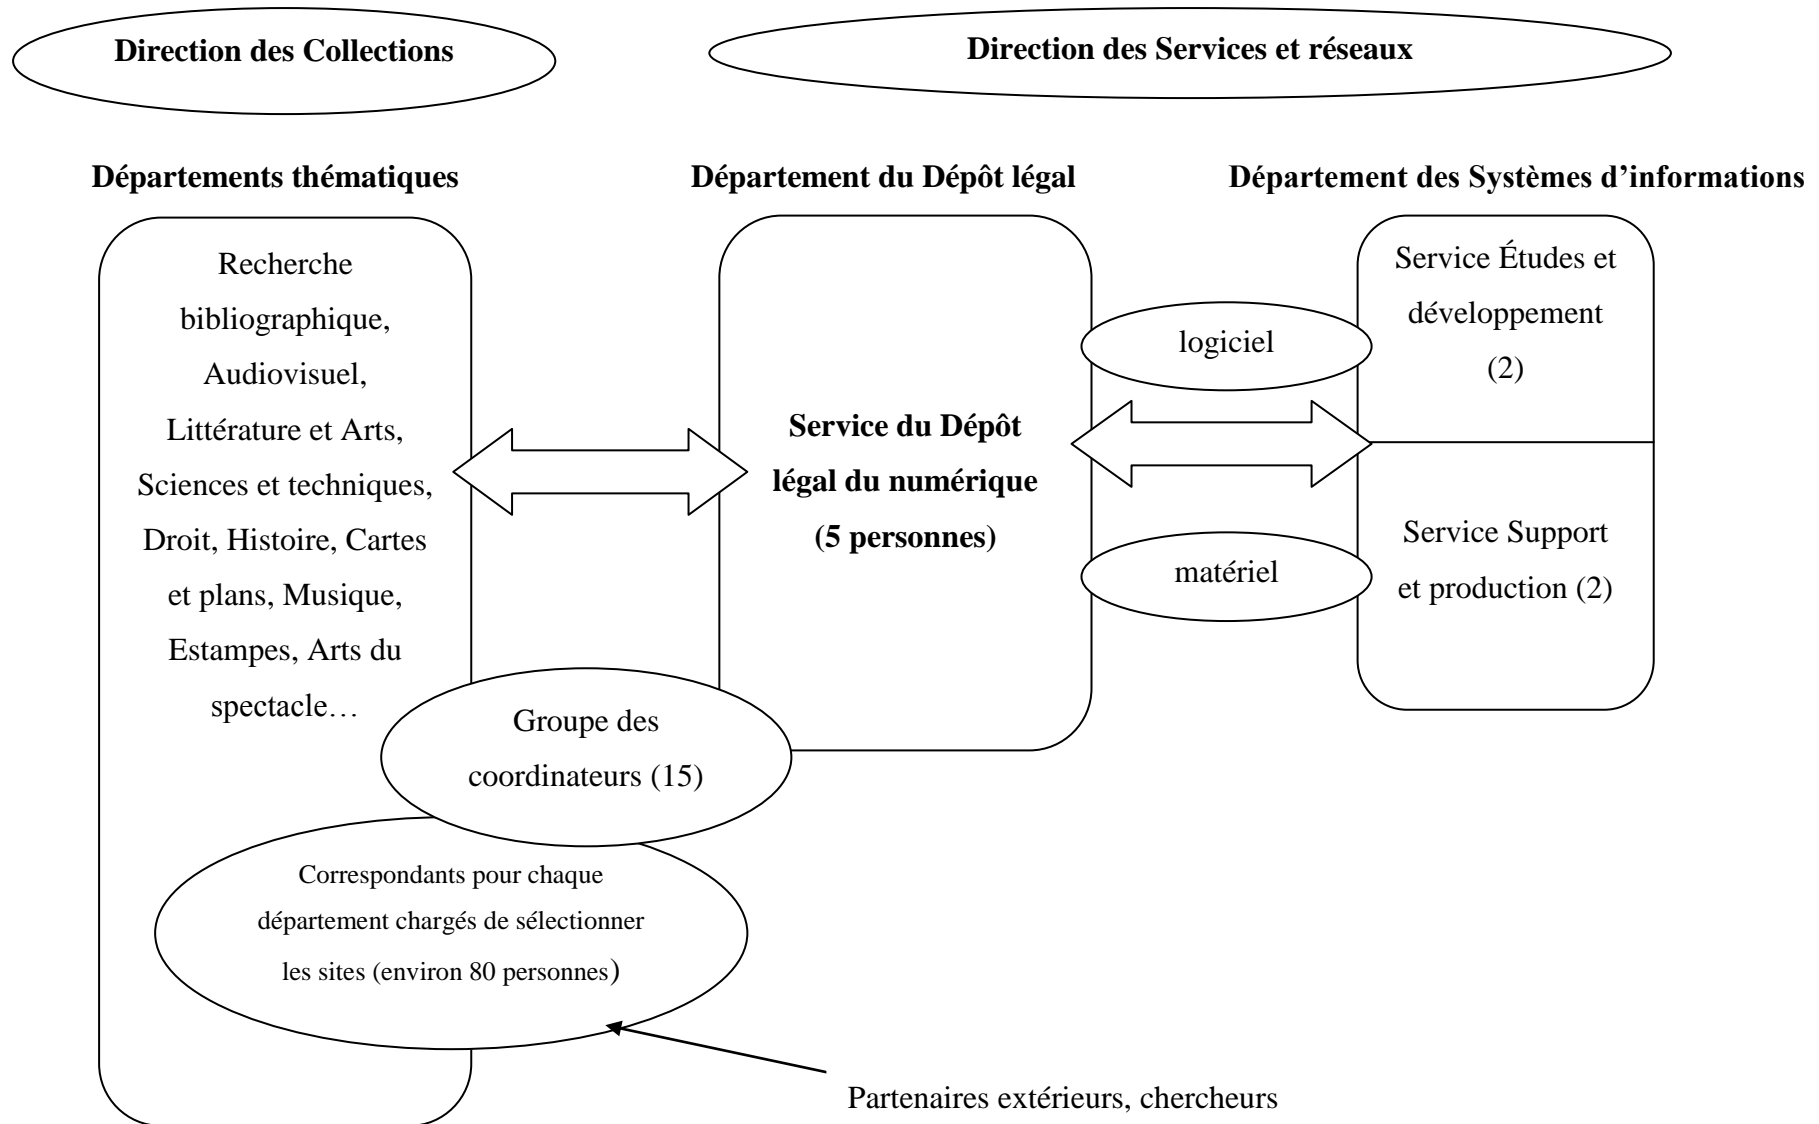 Direction des Collections
Direction des Services et réseaux
Départements thématiques
Département du Dépôt légal
Département des Systèmes d’informations
Recherche
bibliographique,
Audiovisuel,
Littérature et Arts,
Sciences et techniques,
Droit, Histoire, Cartes
et plans, Musique,
Estampes, Arts du
spectacle…
Service du Dépôt
légal du numérique
(5 personnes)
logiciel
matériel
Service Études et
développement
(2)
Service Support
et production (2)
Groupe des
coordinateurs (15)
Correspondants pour chaque
département chargés de sélectionner
les sites (environ 80 personnes)
Partenaires extérieurs, chercheurs